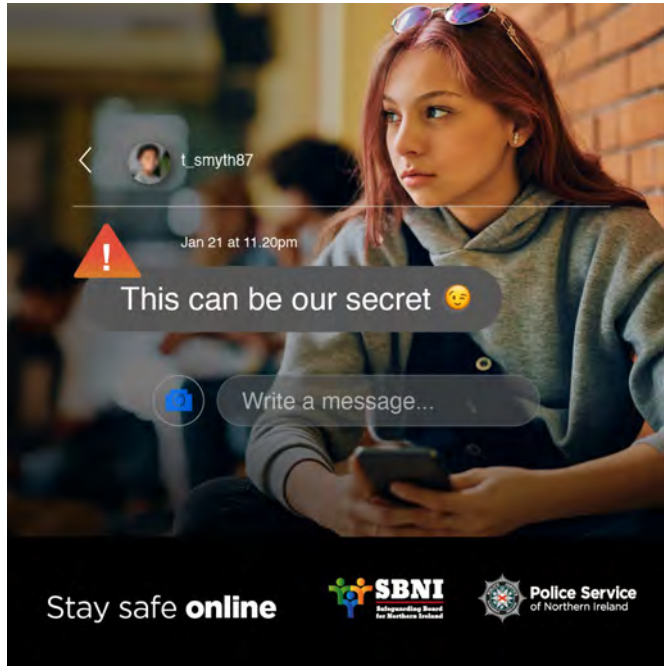 t_smyth87
Jan 21 at 11.20pm
!
This can be our secret 😉
Write a message...
Stay safe online
SBNI
Safeguarding Board
for Northern Ireland
Police Service
of Northern Ireland